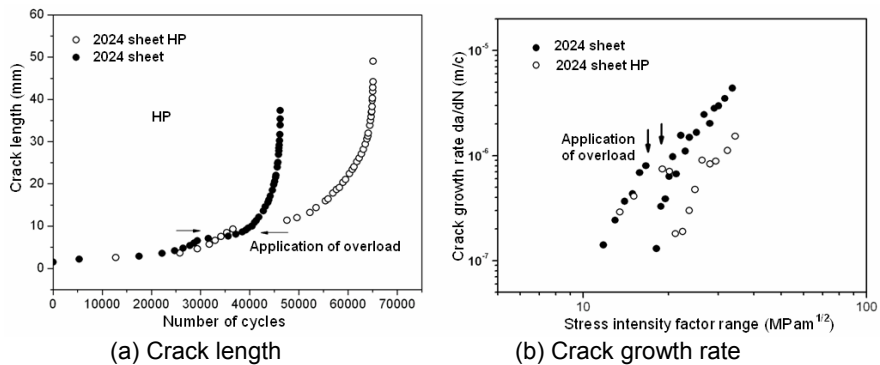 2024 sheet HP
2024 sheet
HP
Application of overload
Crack length (mm)
60
50
40
30
20
10
0
0
10000
20000
30000
40000
50000
60000
70000
Number of cycles
(a) Crack length
2024 sheet
2024 sheet HP
Application
of overload
Crack growth rate da/dN (m/c)
10⁻⁵
10⁻⁶
10⁻⁷
10
100
Stress intensity factor range (MPam¹ᐟ²)
(b) Crack growth rate